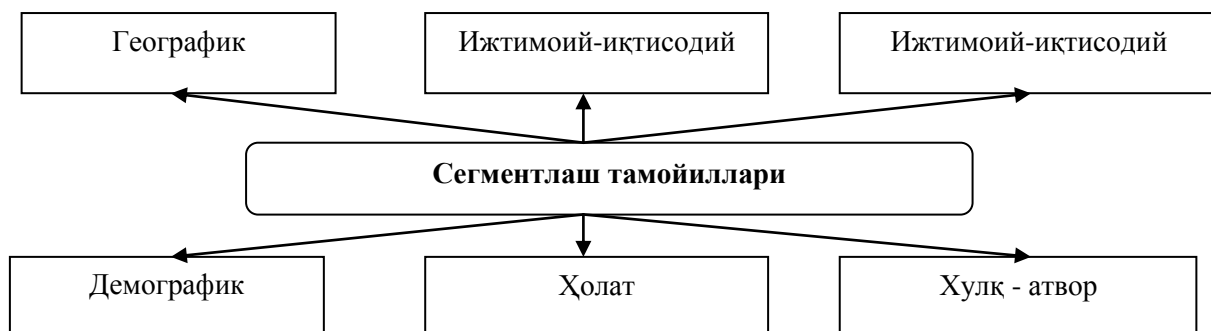 Географик
Ижтимоий-иқтисодий
Ижтимоий-иқтисодий
Сегментлаш тамойиллари
Демографик
Ҳолат
Хулқ - атвор